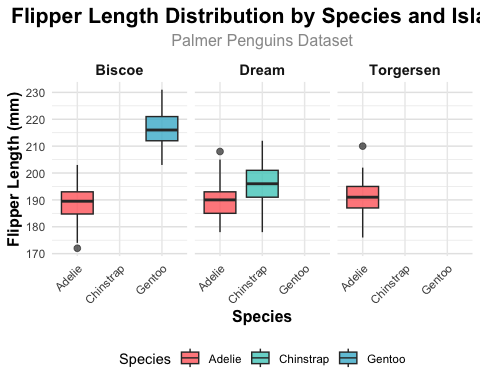 Flipper Length Distribution by Species and Isla
Palmer Penguins Dataset
Biscoe Dream Torgersen
Flipper Length (mm)
230
220
210
200
190
180
170
Adelie Chinstrap Gentoo Adelie Chinstrap Gentoo Adelie Chinstrap Gentoo
Species
Species Adelie Chinstrap Gentoo